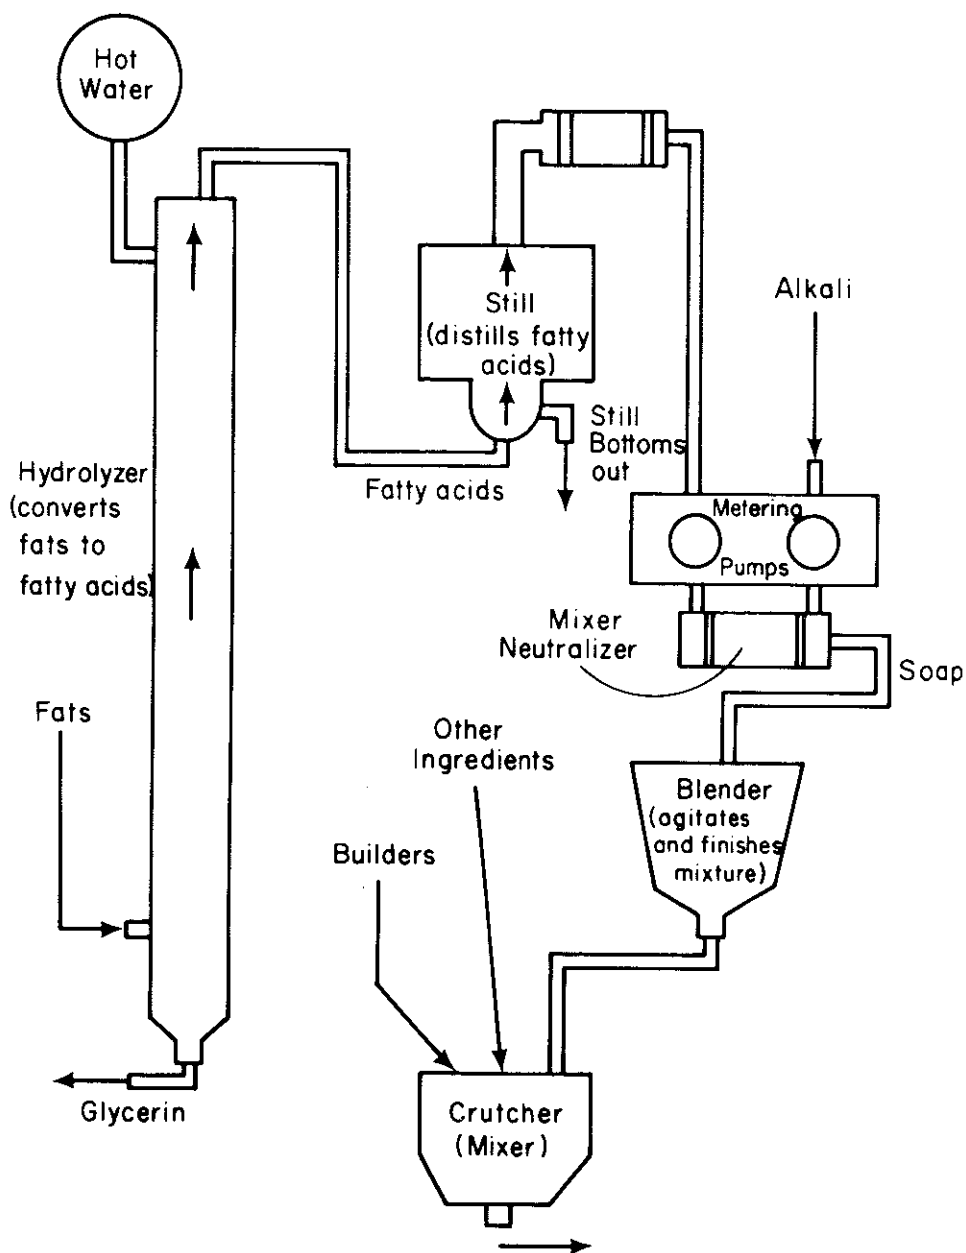 Hot
Water
Alkali
Still
(distills fatty
acids)
Still
Bottoms
out
Fatty acids
Hydrolyzer
(converts
fats to
fatty acids)
Metering
Pumps
Mixer
Neutralizer
Soap
Fats
Other
Ingredients
Builders
Blender
(agitates
and finishes
mixture)
Glycerin
Crutcher
(Mixer)